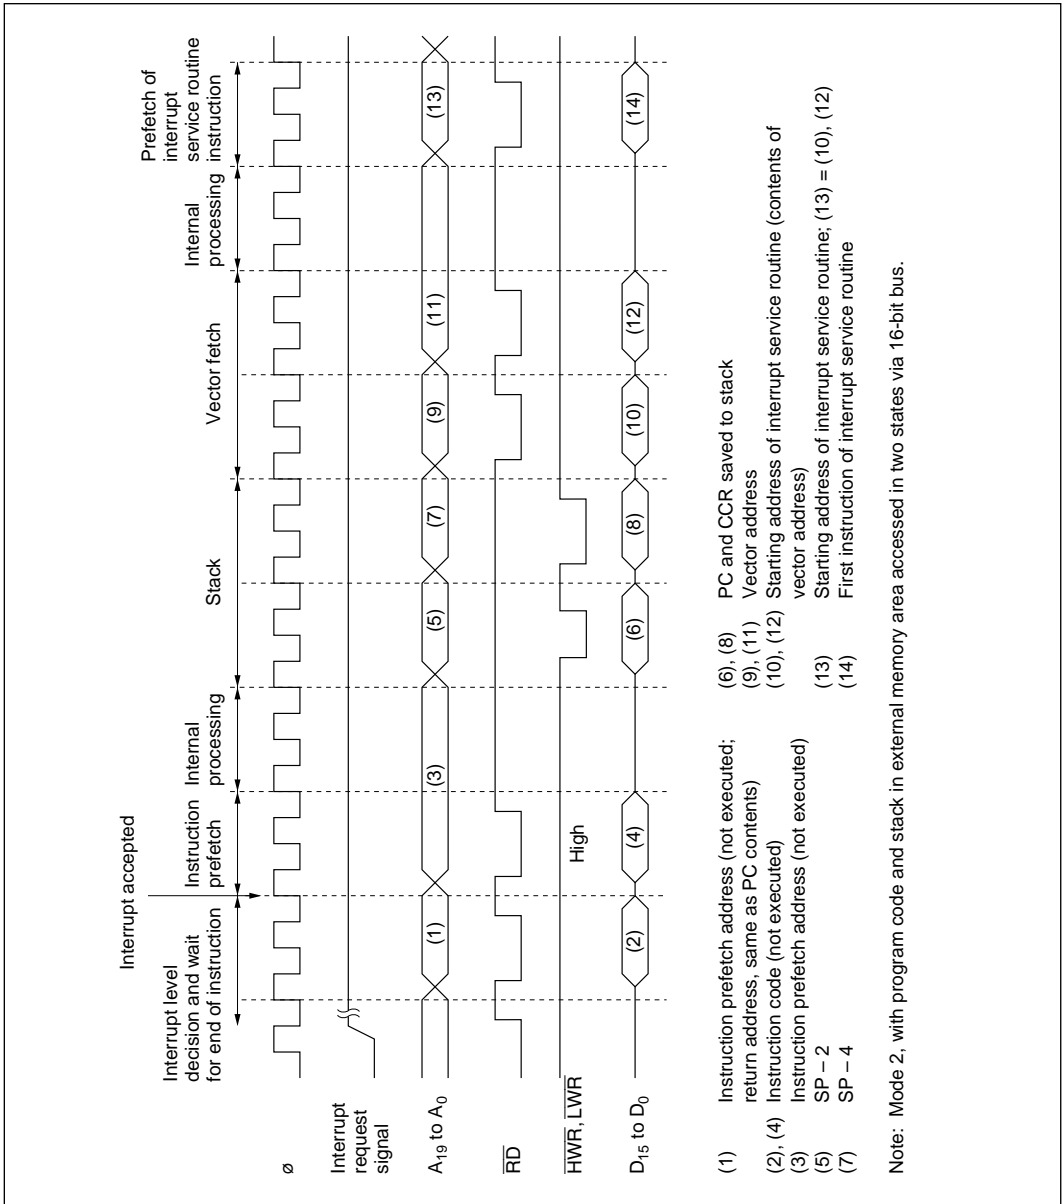 Interrupt accepted
Interrupt level
decision and wait
for end of instruction
Instruction
prefetch
Internal
processing
Stack
Vector fetch
Internal
processing
Prefetch of
interrupt
service routine
instruction
ø
Interrupt
request
signal
A19 to A0
(1)
(3)
(5)
(7)
(9)
(11)
(13)
RD
HWR, LWR
High
D15 to D0
(2)
(4)
(6)
(8)
(10)
(12)
(14)
(1) Instruction prefetch address (not executed;
return address, same as PC contents)
(2), (4) Instruction code (not executed)
(3) Instruction prefetch address (not executed)
(5) SP – 2
(7) SP – 4
(6), (8) PC and CCR saved to stack
(9), (11) Vector address
(10), (12) Starting address of interrupt service routine (contents of
vector address)
(13) Starting address of interrupt service routine; (13) = (10), (12)
(14) First instruction of interrupt service routine
Note: Mode 2, with program code and stack in external memory area accessed in two states via 16-bit bus.